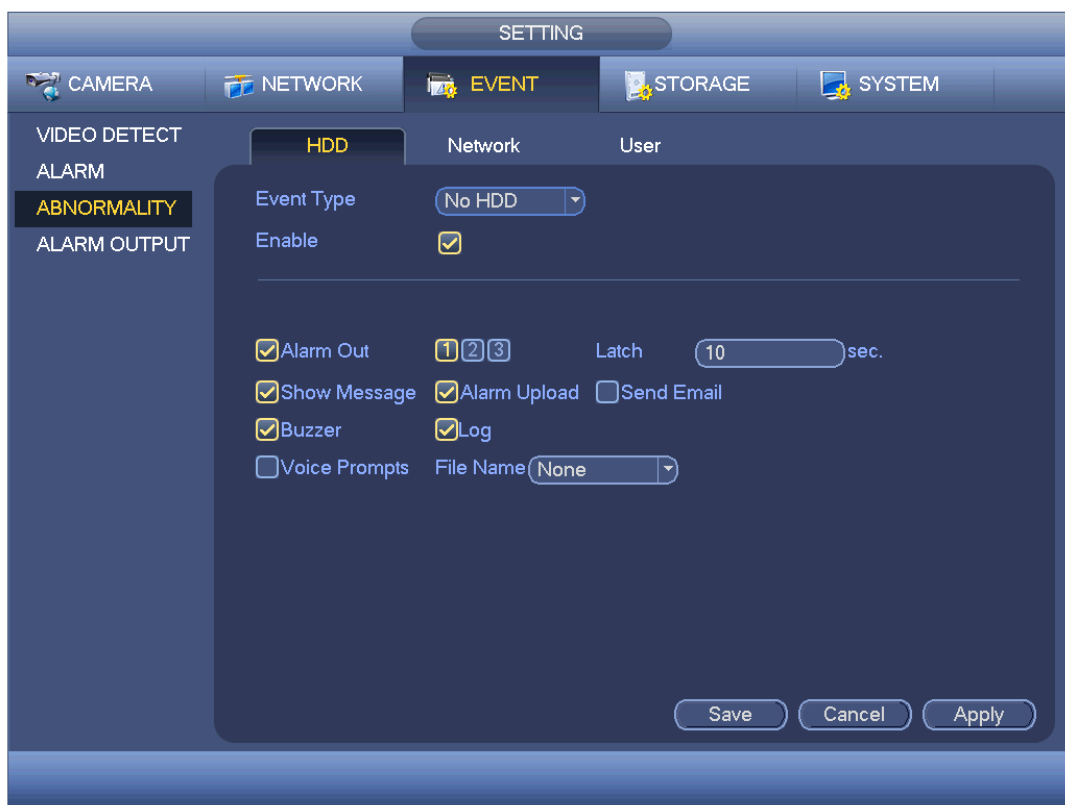 SETTING
CAMERA NETWORK EVENT STORAGE SYSTEM
VIDEO DETECT
ALARM
ABNORMALITY
ALARM OUTPUT
HDD Network User
Event Type No HDD
Enable
Alarm Out 1 2 3 Latch 10 sec.
Show Message Alarm Upload Send Email
Buzzer Log
Voice Prompts File Name None
Save Cancel Apply